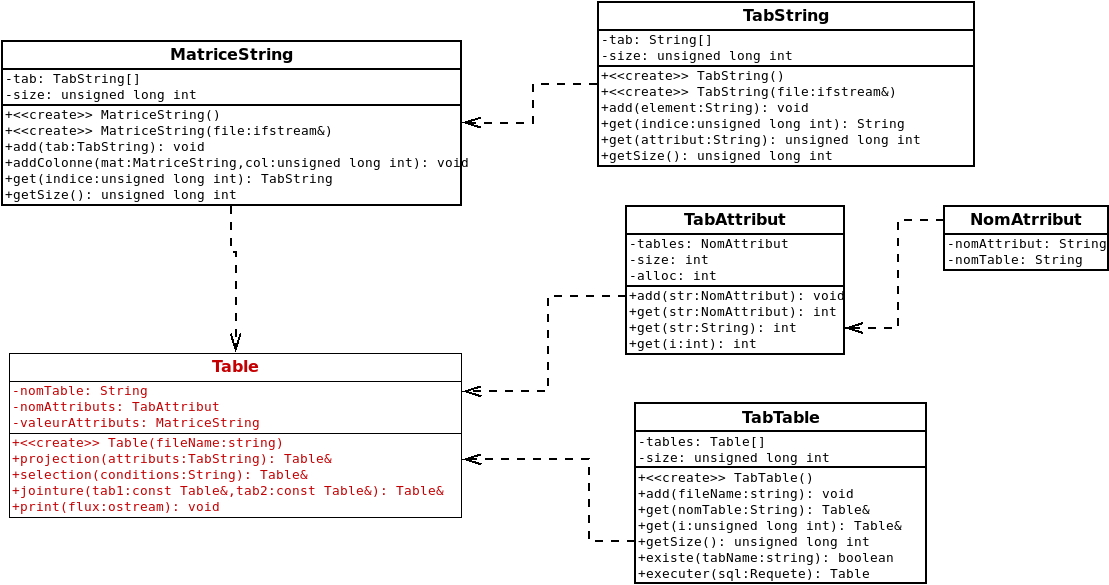 MatriceString
-tab: TabString[]
-size: unsigned long int
+<<create>> MatriceString()
+<<create>> MatriceString(file:ifstream&)
+add(tab:TabString): void
+addColonne(mat:MatriceString,col:unsigned long int): void
+get(indice:unsigned long int): TabString
+getSize(): unsigned long int
TabString
-tab: String[]
-size: unsigned long int
+<<create>> TabString()
+<<create>> TabString(file:ifstream&)
+add(element:String): void
+get(indice:unsigned long int): String
+get(attribut:String): unsigned long int
+getSize(): unsigned long int
TabAttribut
-tables: NomAttribut
-size: int
-alloc: int
+add(str:NomAttribut): void
+get(str:NomAttribut): int
+get(str:String): int
+get(i:int): int
NomAtrribut
-nomAttribut: String
-nomTable: String
Table
-nomTable: String
-nomAttributs: TabAttribut
-valeurAttributs: MatriceString
+<<create>> Table(fileName:string)
+projection(attributs:TabString): Table&
+selection(conditions:String): Table&
+jointure(tab1:const Table&,tab2:const Table&): Table&
+print(flux:ostream): void
TabTable
-tables: Table[]
-size: unsigned long int
+<<create>> TabTable()
+add(fileName:string): void
+get(nomTable:String): Table&
+get(i:unsigned long int): Table&
+getSize(): unsigned long int
+existe(tabName:string): boolean
+executer(sql:Requete): Table